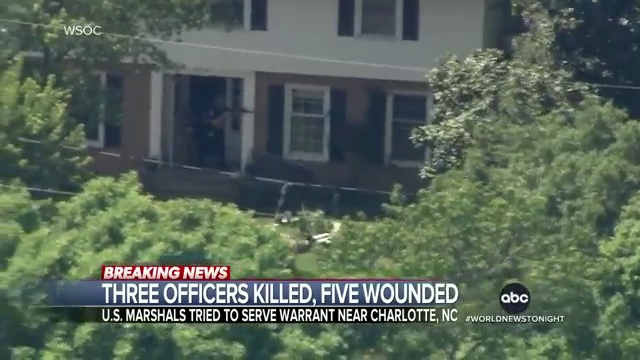 WSOC
BREAKING NEWS
THREE OFFICERS KILLED, FIVE WOUNDED
abc
U.S. MARSHALS TRIED TO SERVE WARRANT NEAR CHARLOTTE, NC
#WORLDNEWSTONIGHT